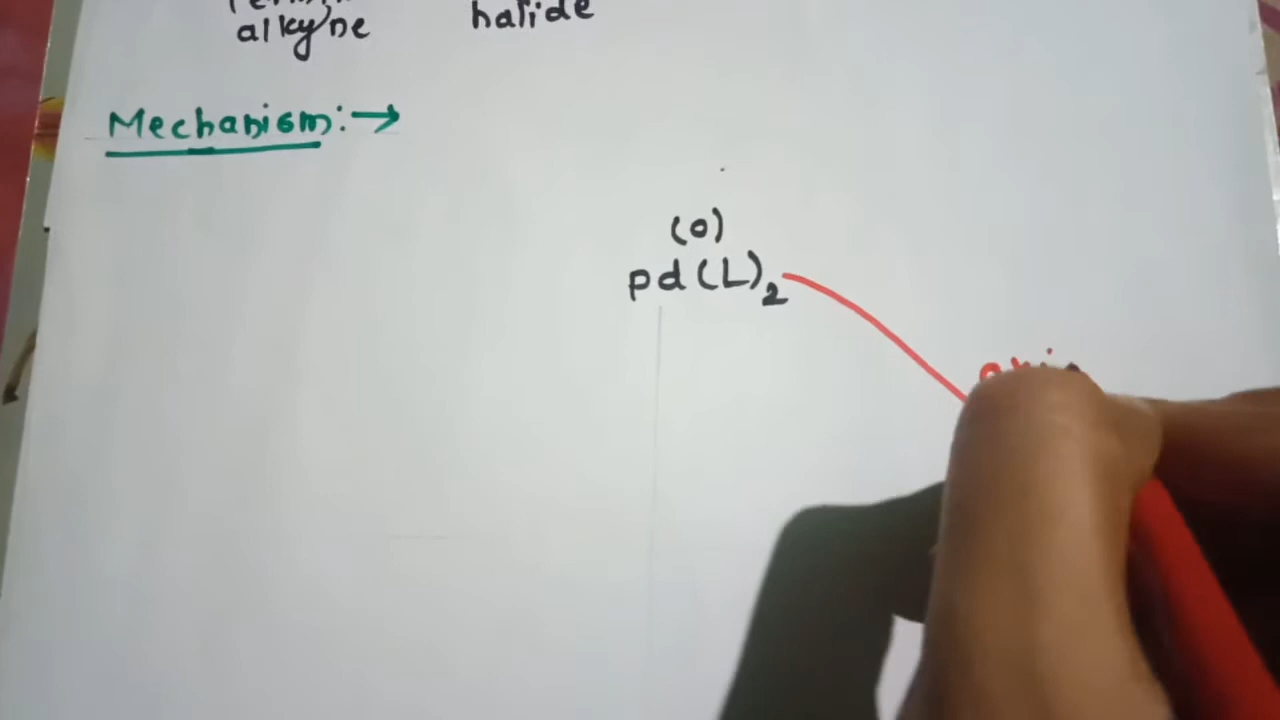 alkyne halide
Mechanism:→
(0)
pd(L)2